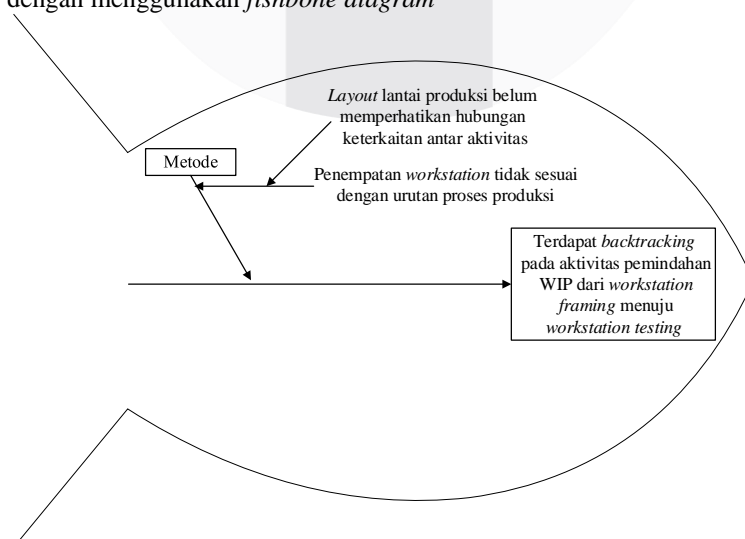 dengan menggunakan fishbone diagram
Layout lantai produksi belum
memperhatikan hubungan
keterkaitan antar aktivitas
Metode
Penempatan workstation tidak sesuai
dengan urutan proses produksi
Terdapat backtracking
pada aktivitas pemindahan
WIP dari workstation
framing menuju
workstation testing